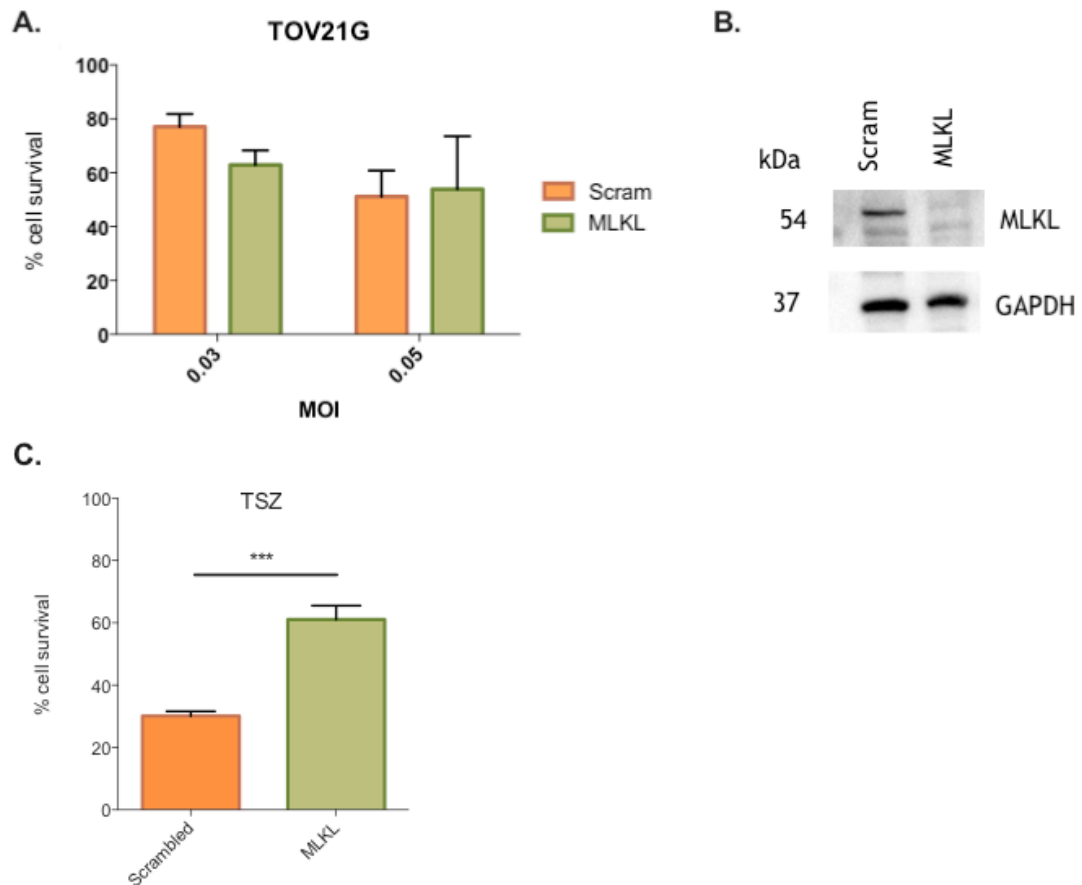 A.
TOV21G
100
80
60
40
20
0
% cell survival
0.03
0.05
MOI
Scram
MLKL
B.
Scram
MLKL
kDa
54
MLKL
37
GAPDH
C.
TSZ
100
80
60
40
20
0
% cell survival
***
Scrambled
MLKL